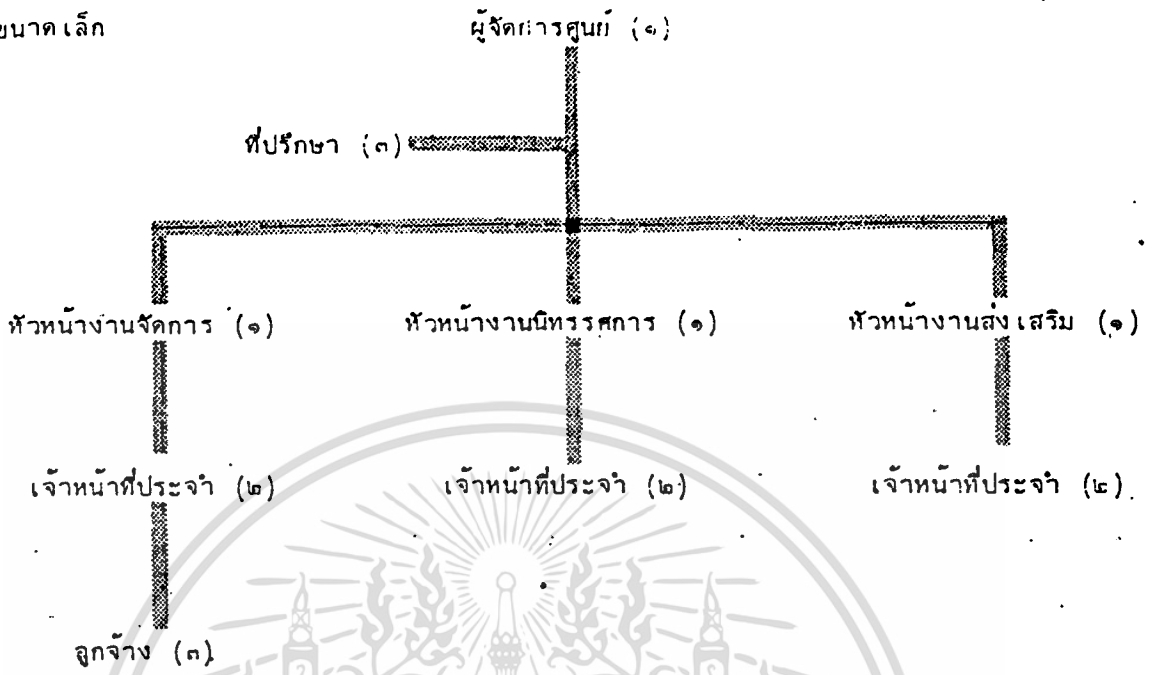 ขนาดเล็ก
ผู้จัดการศูนย์ (๑)
ที่ปรึกษา (๓)
หัวหน้างานจัดการ (๑)
หัวหน้างานนิทรรศการ (๑)
หัวหน้างานส่งเสริม (๑)
เจ้าหน้าที่ประจำ (๒)
เจ้าหน้าที่ประจำ (๒)
เจ้าหน้าที่ประจำ (๒)
ลูกจ้าง (๓)